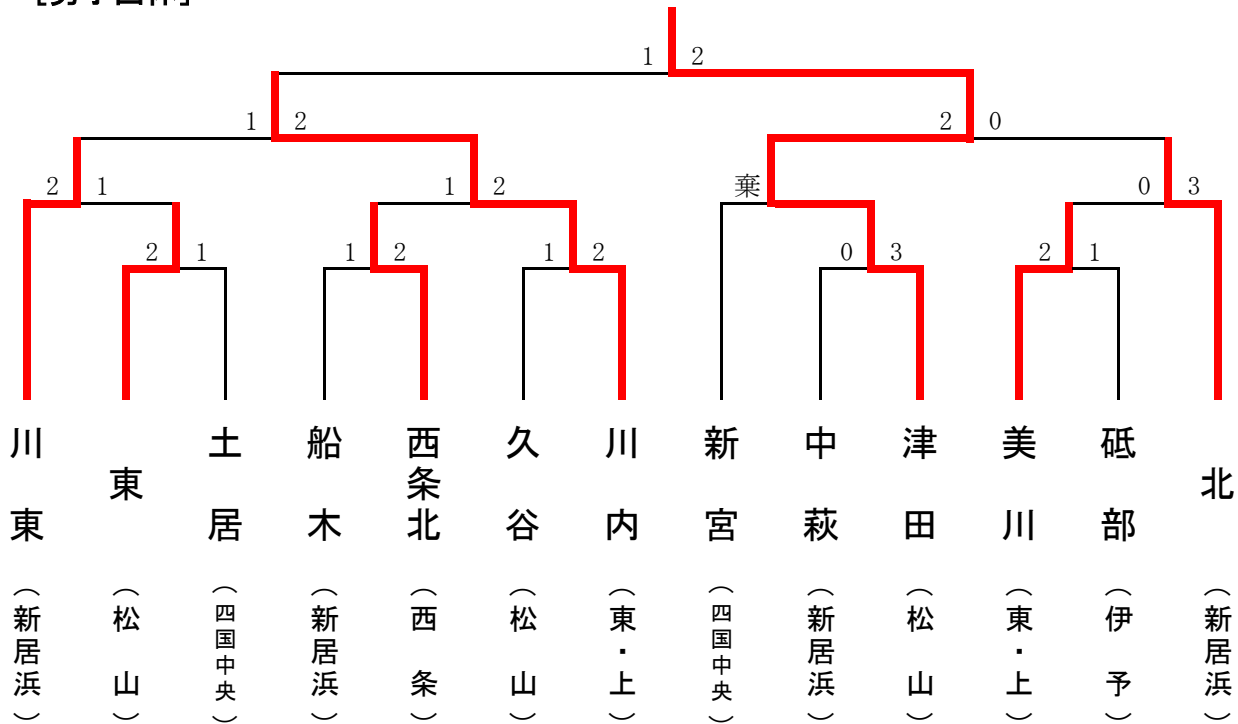 1 2
1 2 2 0
2 1 1 2 棄 0 3
2 1 1 2 1 2 0 3 2 1
川東 東 土居 船木 西条北 久谷 川内 新宮 中萩 津田 美川 砥部 北
（新居浜） （松山） （四国中央） （新居浜） （西条） （松山） （東・上） （四国中央） （新居浜） （松山） （東・上） （伊予） （新居浜）